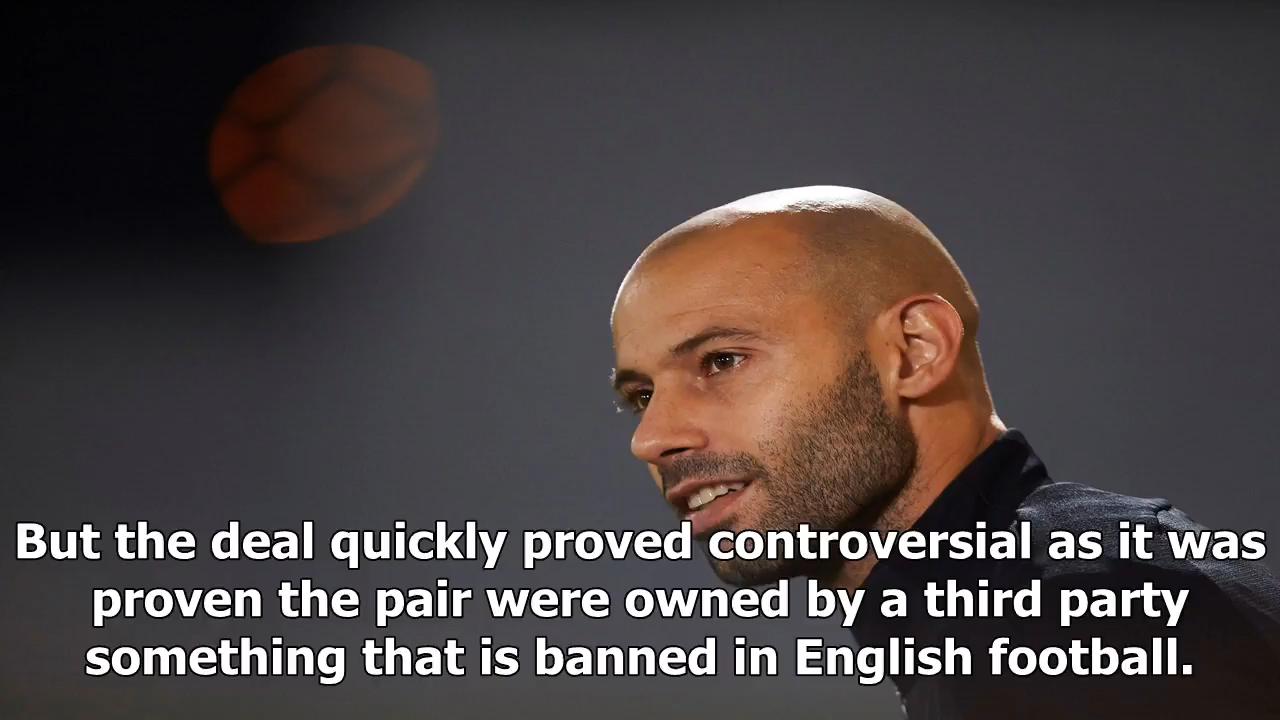 But the deal quickly proved controversial as it was
proven the pair were owned by a third party
something that is banned in English football.